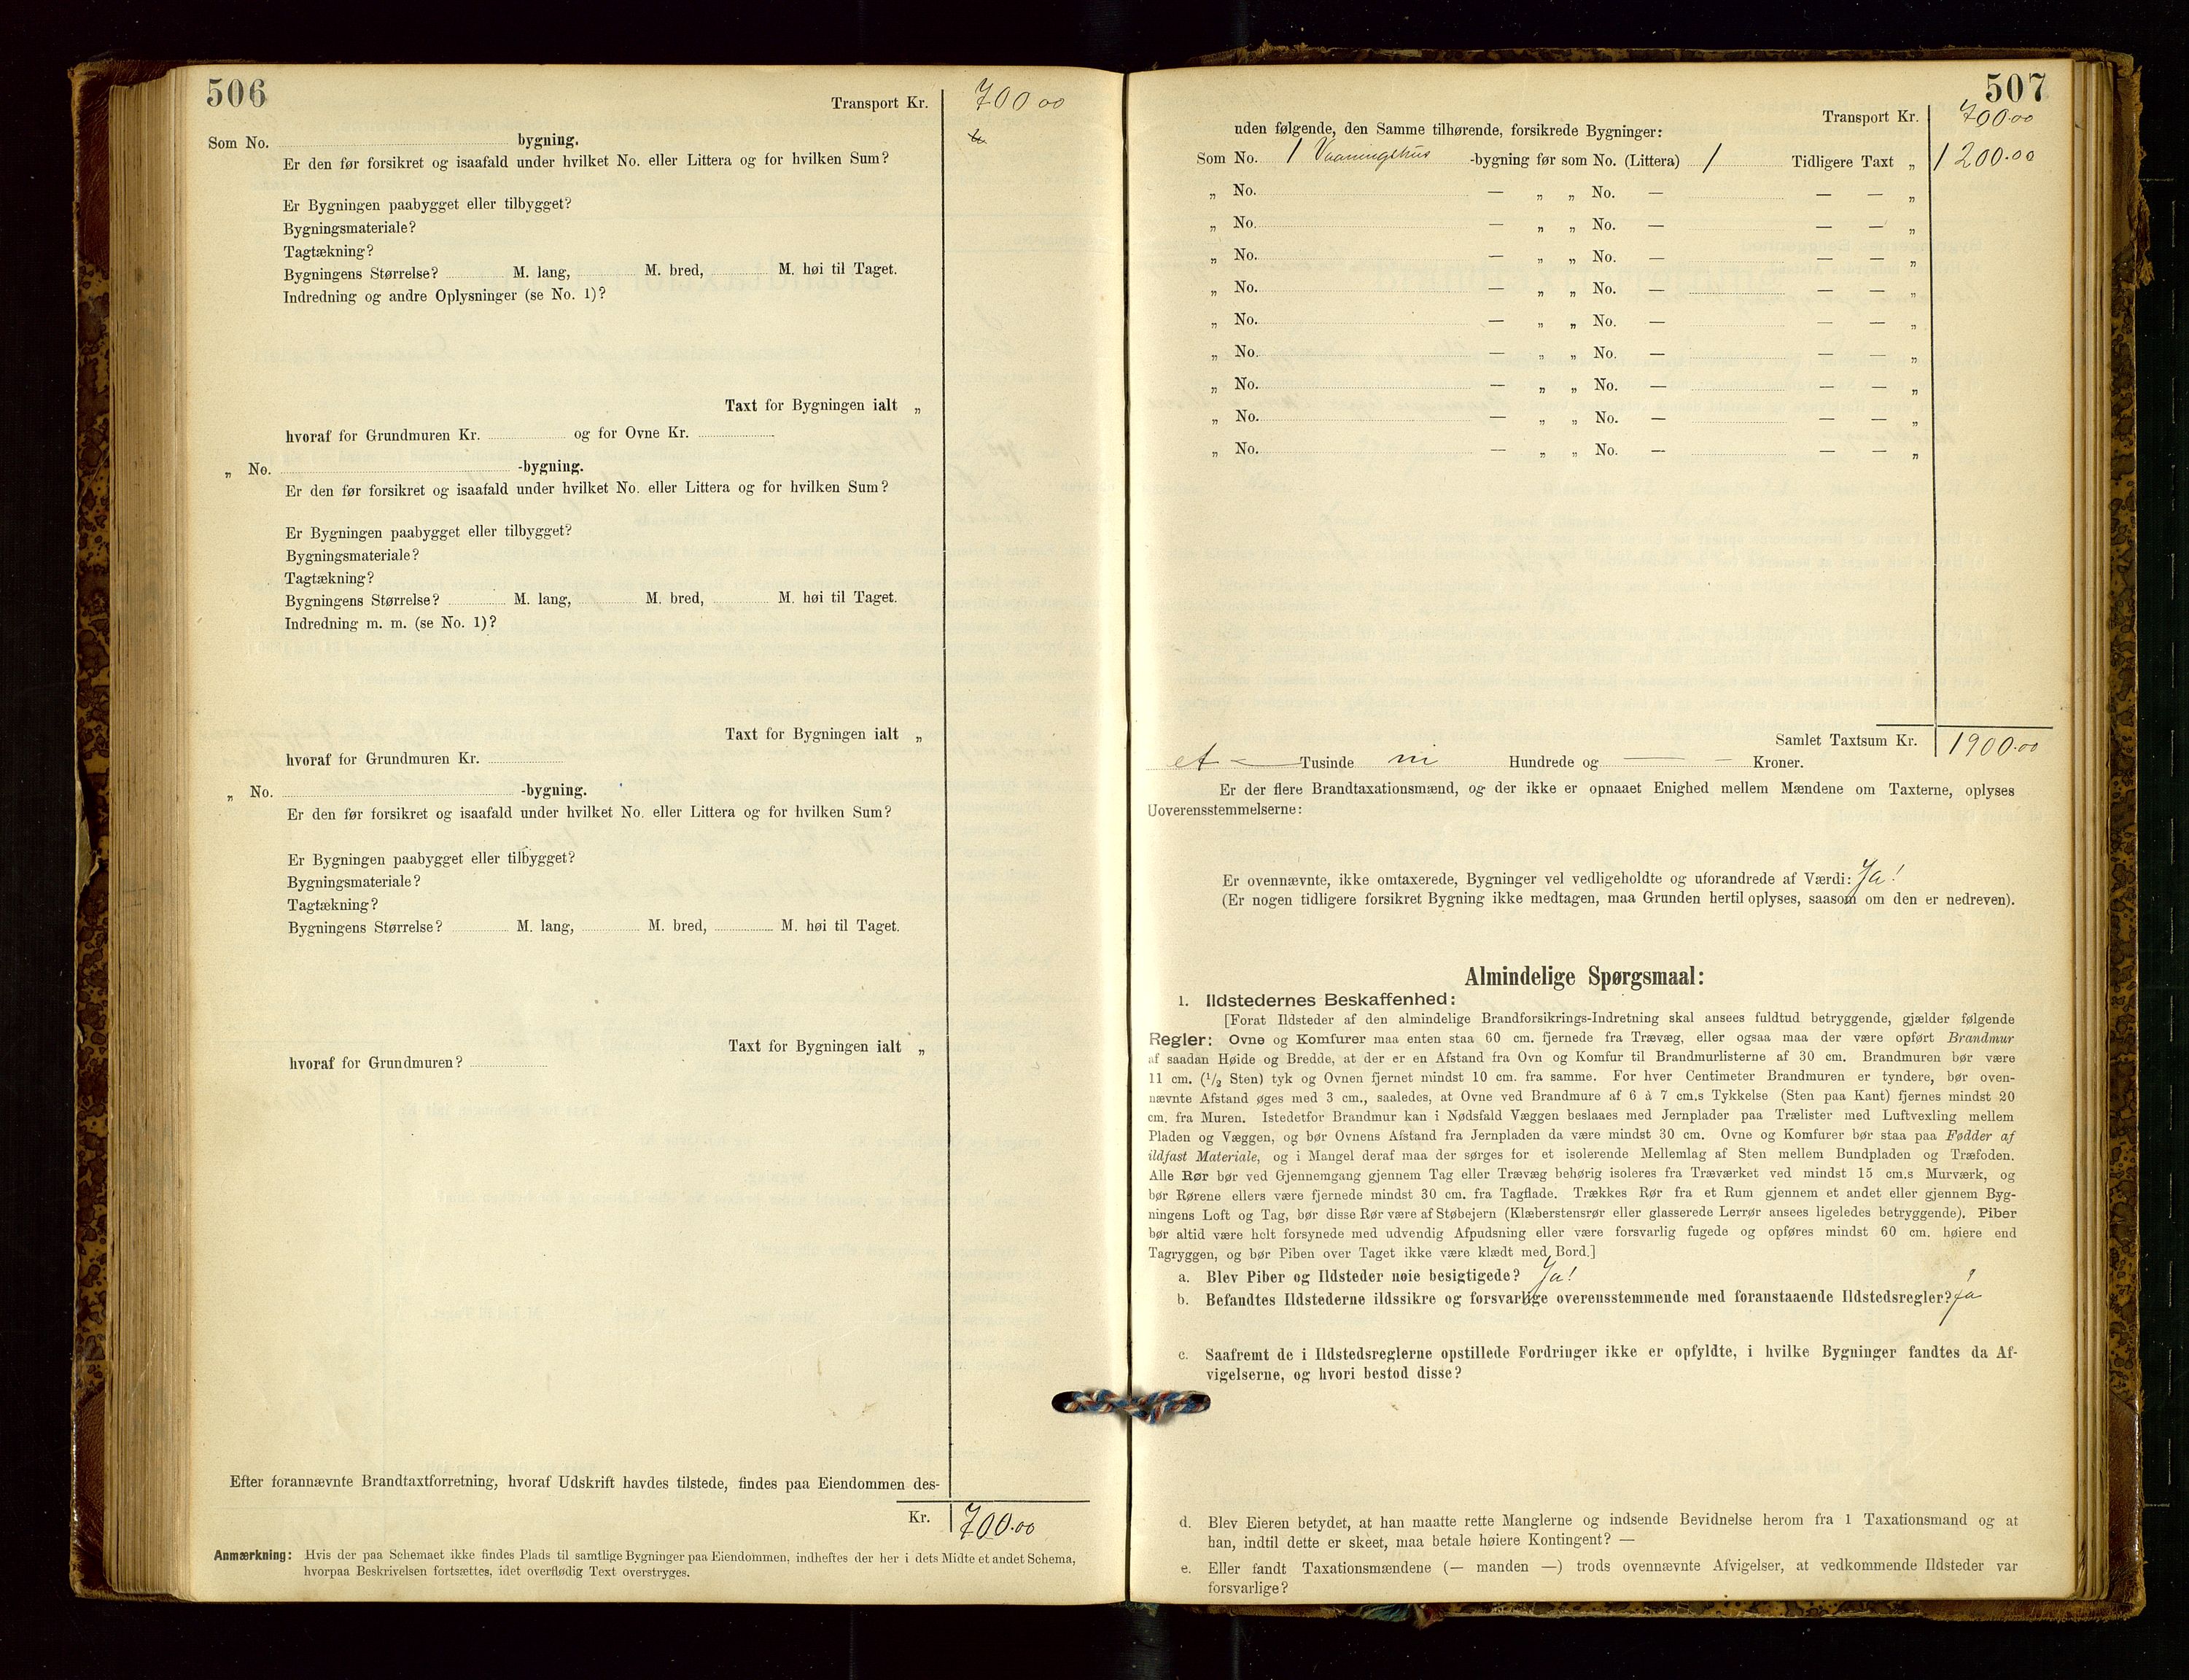 506
Transport Kr. 700 00
Som No. bygning.
Er den før forsikret og isaafald under hvilket No. eller Littera og for hvilken Sum?
Er Bygningen paabygget eller tilbygget?
Bygningsmateriale?
Tagtækning?
Bygningens Størrelse? M. lang, M. bred, M. høi til Taget.
Indredning og andre Oplysninger (se No. 1)?
Taxt for Bygningen ialt „
hvoraf for Grundmuren Kr. og for Ovne Kr.
„ No. -bygning.
Er den før forsikret og isaafald under hvilket No. eller Littera og for hvilken Sum?
Er Bygningen paabygget eller tilbygget?
Bygningsmateriale?
Tagtækning?
Bygningens Størrelse? M. lang, M. bred, M. høi til Taget.
Indredning m. m. (se No. 1)?
Taxt for Bygningen ialt „
hvoraf for Grundmuren Kr.
„ No. -bygning.
Er den før forsikret og isaafald under hvilket No. eller Littera og for hvilken Sum?
Er Bygningen paabygget eller tilbygget?
Bygningsmateriale?
Tagtækning?
Bygningens Størrelse? M. lang, M. bred, M. høi til Taget.
Taxt for Bygningen ialt „
hvoraf for Grundmuren?
Efter forannævnte Brandtaxtforretning, hvoraf Udskrift havdes tilstede, findes paa Eiendommen des-
Kr. 700.00
Anmærkning: Hvis der paa Schemaet ikke findes Plads til samtlige Bygninger paa Eiendommen, indheftes der her i dets Midte et andet Schema,
hvorpaa Beskrivelsen fortsættes, idet overflødig Text overstryges.
507
Transport Kr. 700.00
uden følgende, den Samme tilhørende, forsikrede Bygninger:
Som No. 1 Vaaningshus -bygning før som No. (Littera) 1 Tidligere Taxt „ 1200.00
„ No. — „ „ No. — — — „
„ No. — „ „ No. — — — „
„ No. — „ „ No. — — — „
„ No. — „ „ No. — — — „
„ No. — „ „ No. — — — „
„ No. — „ „ No. — — — „
„ No. — „ „ No. — — — „
„ No. — „ „ No. — — — „
„ No. — „ „ No. — — — „
Samlet Taxtsum Kr. 1900.00
et - Tusinde ni Hundrede og — - Kroner.
Er der flere Brandtaxationsmænd, og der ikke er opnaaet Enighed mellem Mændene om Taxterne, oplyses
Uoverensstemmelserne:
Er ovennævnte, ikke omtaxerede, Bygninger vel vedligeholdte og uforandrede af Værdi: Ja!
(Er nogen tidligere forsikret Bygning ikke medtagen, maa Grunden hertil oplyses, saasom om den er nedreven).
Almindelige Spørgsmaal:
1. Ildstedernes Beskaffenhed:
[Forat Ildsteder af den almindelige Brandforsikrings-Indretning skal ansees fuldtud betryggende, gjælder følgende
Regler: Ovne og Komfurer maa enten staa 60 cm. fjernede fra Trævæg, eller ogsaa maa der være opført Brandmur
af saadan Høide og Bredde, at der er en Afstand fra Ovn og Komfur til Brandmurlisterne af 30 cm. Brandmuren bør være
11 cm. (1/2 Sten) tyk og Ovnen fjernet mindst 10 cm. fra samme. For hver Centimeter Brandmuren er tyndere, bør oven-
nævnte Afstand øges med 3 cm., saaledes, at Ovne ved Brandmure af 6 à 7 cm.s Tykkelse (Sten paa Kant) fjernes mindst 20
cm. fra Muren. Istedetfor Brandmur kan i Nødsfald Væggen beslaaes med Jernplader paa Trælister med Luftvexling mellem
Pladen og Væggen, og bør Ovnens Afstand fra Jernpladen da være mindst 30 cm. Ovne og Komfurer bør staa paa Fødder af
ildfast Materiale, og i Mangel deraf maa der sørges for et isolerende Mellemlag af Sten mellem Bundpladen og Træfoden.
Alle Rør bør ved Gjennemgang gjennem Tag eller Trævæg behørig isoleres fra Træværket ved mindst 15 cm.s Murværk, og
bør Rørene ellers være fjernede mindst 30 cm. fra Tagflade. Trækkes Rør fra et Rum gjennem et andet eller gjennem Byg-
ningens Loft og Tag, bør disse Rør være af Støbejern (Klæberstensrør eller glasserede Lerrør ansees ligeledes betryggende). Piber
bør altid være helt forsynede med udvendig Afpudsning eller være forsvarlig fugede og opføres mindst 60 cm. høiere end
Tagryggen, og bør Piben over Taget ikke være klædt med Bord.]
a. Blev Piber og Ildsteder nøie besigtigede? Ja!
b. Befandtes Ildstederne ildssikre og forsvarlige overensstemmende med foranstaaende Ildstedsregler? Ja
c. Saafremt de i Ildstedsreglerne opstillede Fordringer ikke er opfyldte, i hvilke Bygninger fandtes da Af-
vigelserne, og hvori bestod disse?
d. Blev Eieren betydet, at han maatte rette Manglerne og indsende Bevidnelse herom fra 1 Taxationsmand og at
han, indtil dette er skeet, maa betale høiere Kontingent? —
e. Eller fandt Taxationsmændene (— manden —) trods ovennævnte Afvigelser, at vedkommende Ildsteder var
forsvarlige?